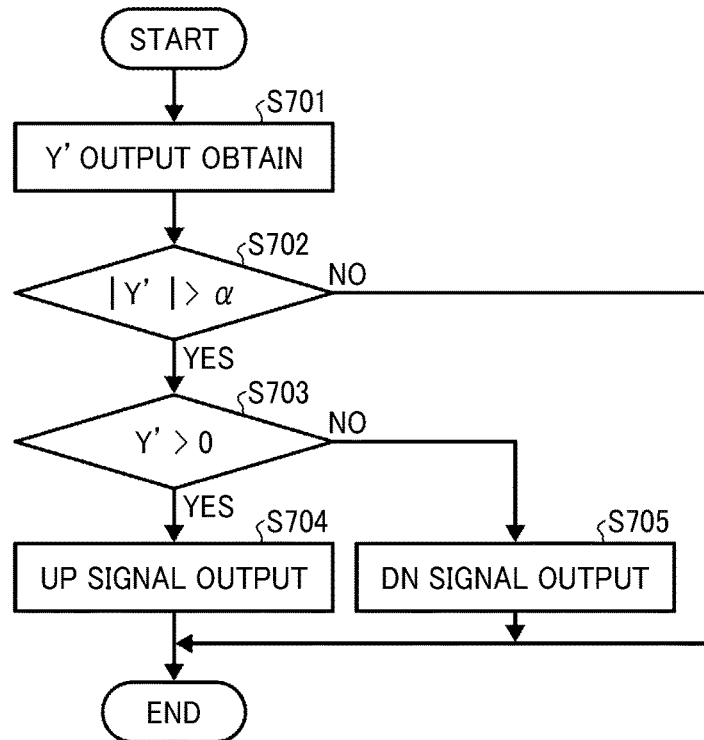 START
S701
Y' OUTPUT OBTAIN
S702
| Y' | > α
NO
YES
S703
Y' > 0
NO
YES
S704
UP SIGNAL OUTPUT
S705
DN SIGNAL OUTPUT
END